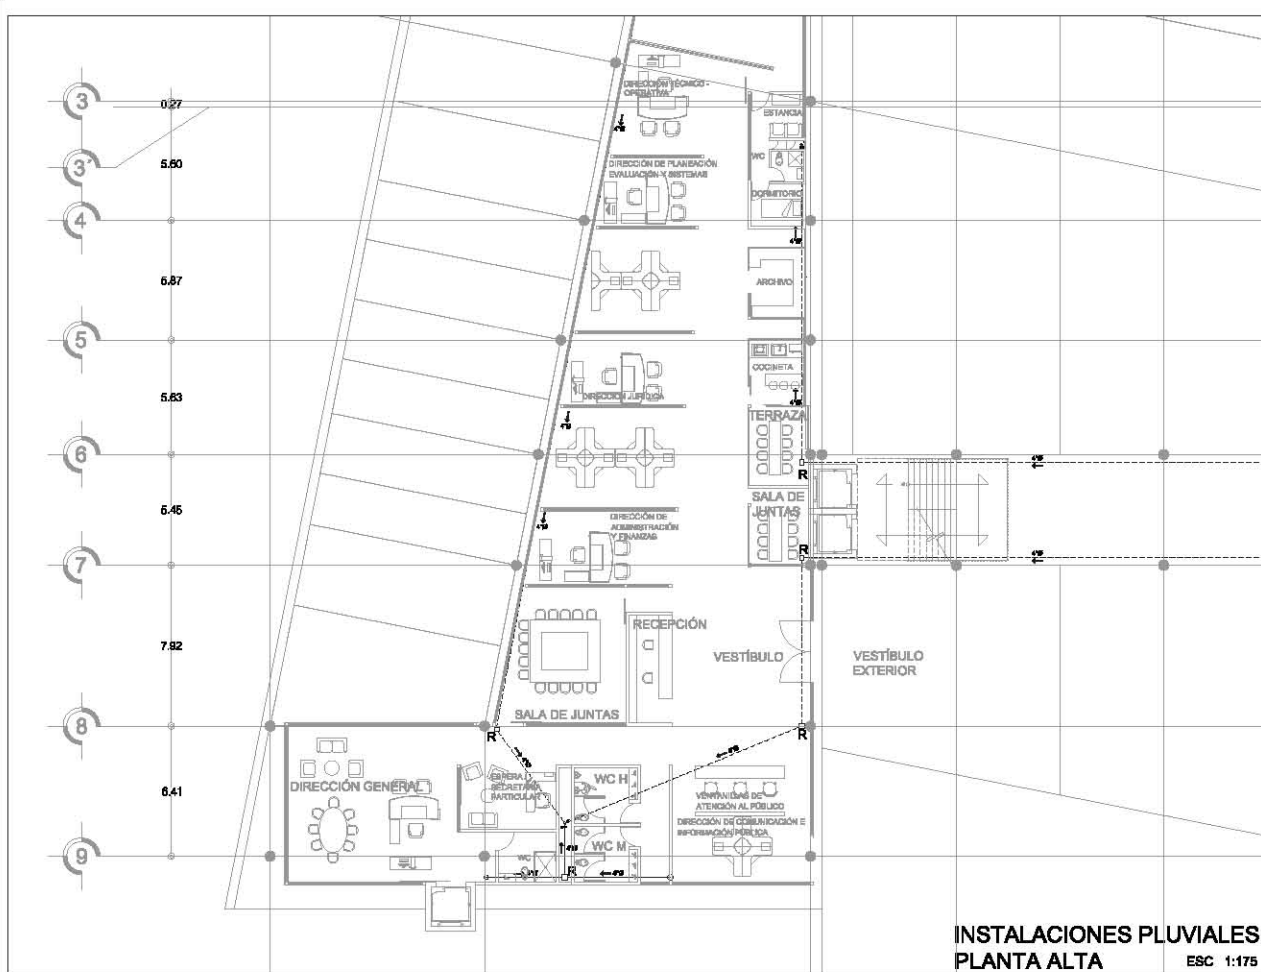 3
0.27
DIRECCIÓN TÉCNICO -
OPERATIVA
ESTANCIA
3'
5.60
DIRECCIÓN DE PLANEACIÓN
EVALUACIÓN Y SISTEMAS
WC
DORMITORIO
4
5.87
ARCHIVO
5
5.63
COCINETA
DIRECCIÓN JURÍDICA
TERRAZA
6
R
SALA DE
JUNTAS
DIRECCIÓN DE
ADMINISTRACIÓN
Y FINANZAS
R
7
7.92
RECEPCIÓN
VESTÍBULO
VESTÍBULO
EXTERIOR
SALA DE JUNTAS
8
R
R
6.41
DIRECCIÓN GENERAL
ESPERA
SECRETARIA
PARTICULAR
WC H
VENTANILLAS DE
ATENCIÓN AL PÚBLICO
DIRECCIÓN DE COMUNICACIÓN E
INFORMACIÓN PÚBLICA
WC M
9
WC
R
INSTALACIONES PLUVIALES
PLANTA ALTA
ESC 1:175